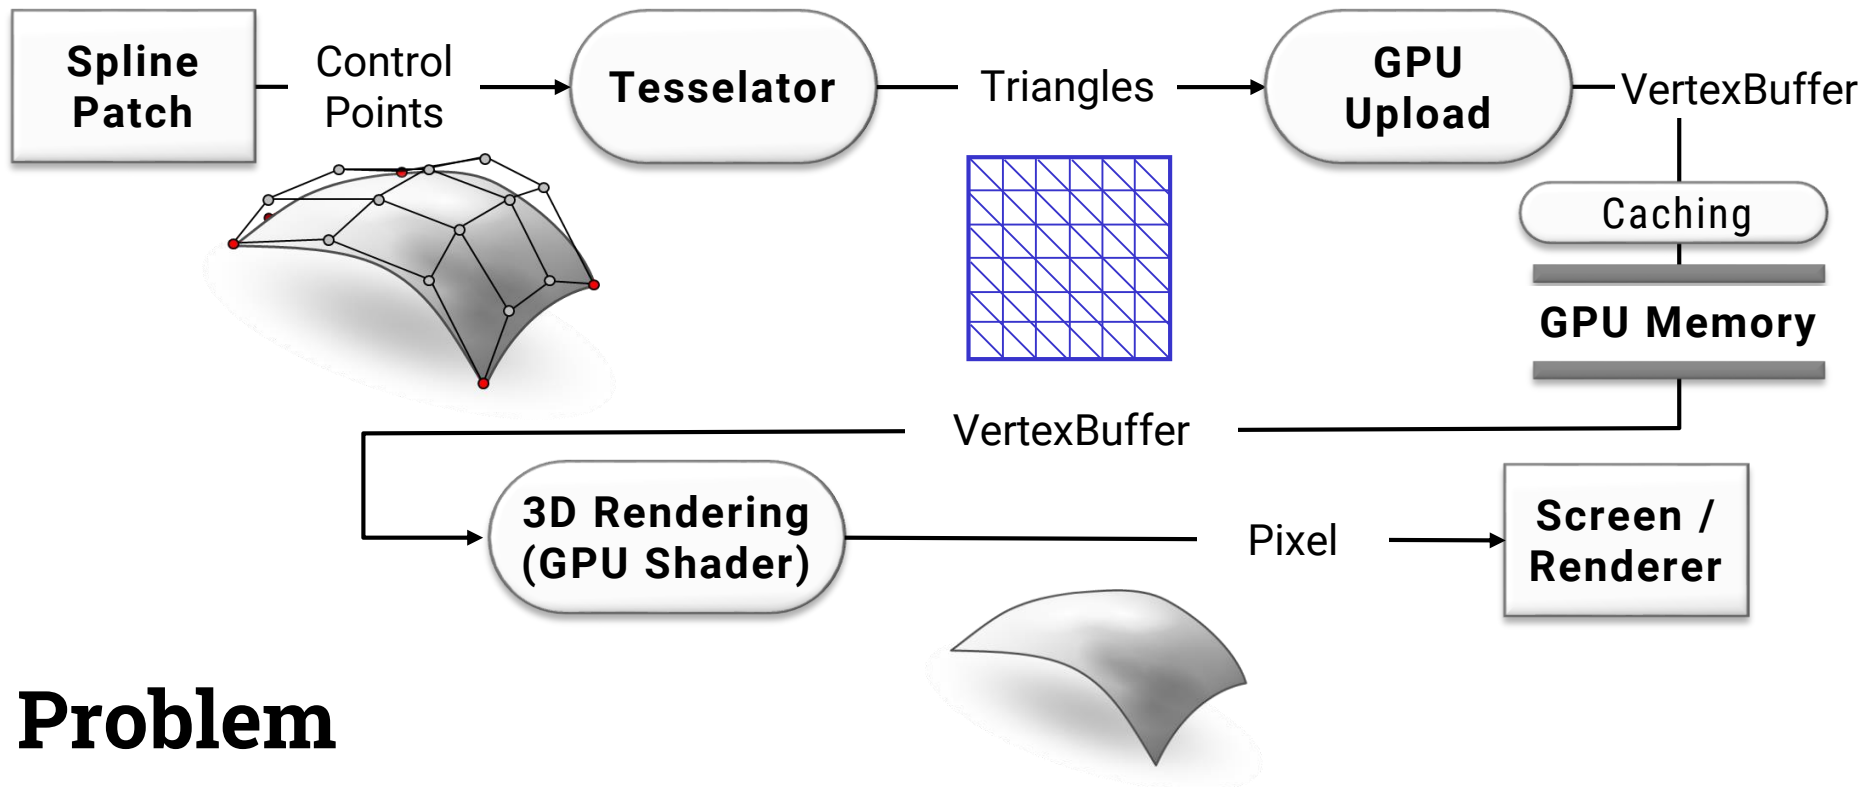 Spline
Patch
Control
Points
Tesselator
Triangles
GPU
Upload
VertexBuffer
Caching
GPU Memory
VertexBuffer
3D Rendering
(GPU Shader)
Pixel
Screen /
Renderer
Problem